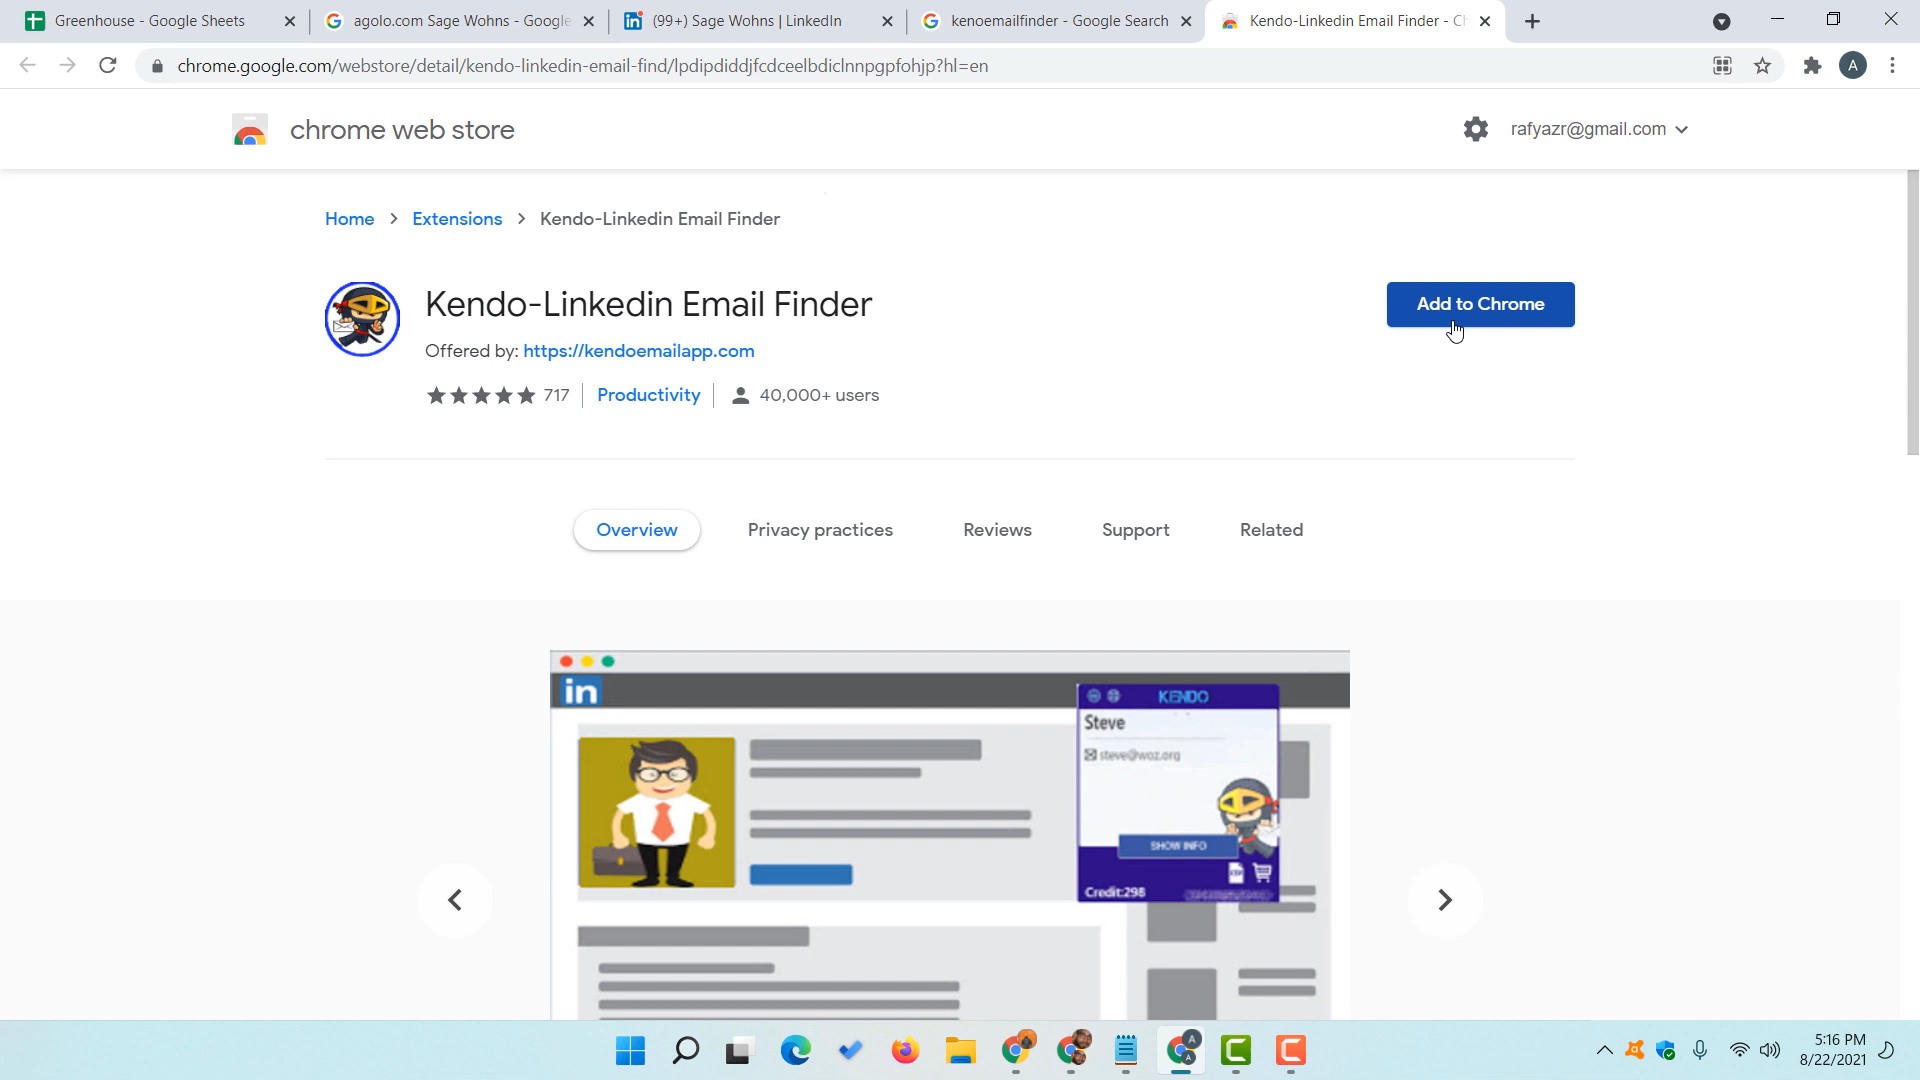 Greenhouse - Google Sheets
agolo.com Sage Wohns - Google
(99+) Sage Wohns | LinkedIn
kenoemailfinder - Google Search
Kendo-Linkedin Email Finder - Ch
chrome.google.com/webstore/detail/kendo-linkedin-email-find/lpdipdiddjfcdceelbdiclnnpgpfohjp?hl=en
A
chrome web store
rafyazr@gmail.com
Home > Extensions > Kendo-Linkedin Email Finder
Kendo-Linkedin Email Finder
Add to Chrome
Offered by: https://kendoemailapp.com
717 Productivity 40,000+ users
Overview
Privacy practices
Reviews
Support
Related
in
KENDO
Steve
steve@woz.org
SHOW INFO
Credit:298
5:16 PM
8/22/2021